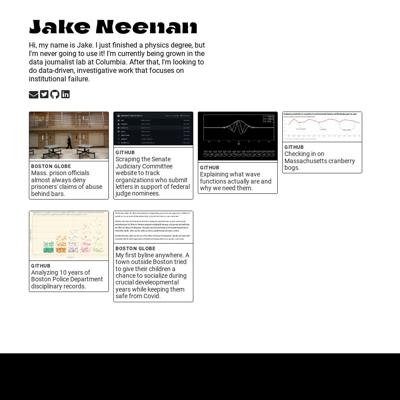 Jake Neenan
Hi, my name is Jake. I just finished a physics degree, but
I'm never going to use it! I'm currently being grown in the
data journalist lab at Columbia. After that, I'm looking to
do data-driven, investigative work that focuses on
institutional failure.
BOSTON GLOBE
Mass. prison officials
almost always deny
prisoners' claims of abuse
behind bars.
GITHUB
Scraping the Senate
Judiciary Committee
website to track
organizations who submit
letters in support of federal
judge nominees.
GITHUB
Explaining what wave
functions actually are and
why we need them.
GITHUB
Checking in on
Massachusetts cranberry
bogs.
GITHUB
Analyzing 10 years of
Boston Police Department
disciplinary records.
BOSTON GLOBE
My first byline anywhere. A
town outside Boston tried
to give their children a
chance to socialize during
crucial developmental
years while keeping them
safe from Covid.